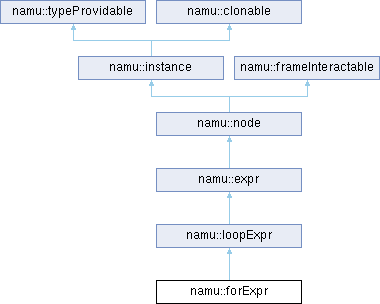 namu::typeProvidable namu::clonable
namu::instance namu::frameInteractable
namu::node
namu::expr
namu::loopExpr
namu::forExpr